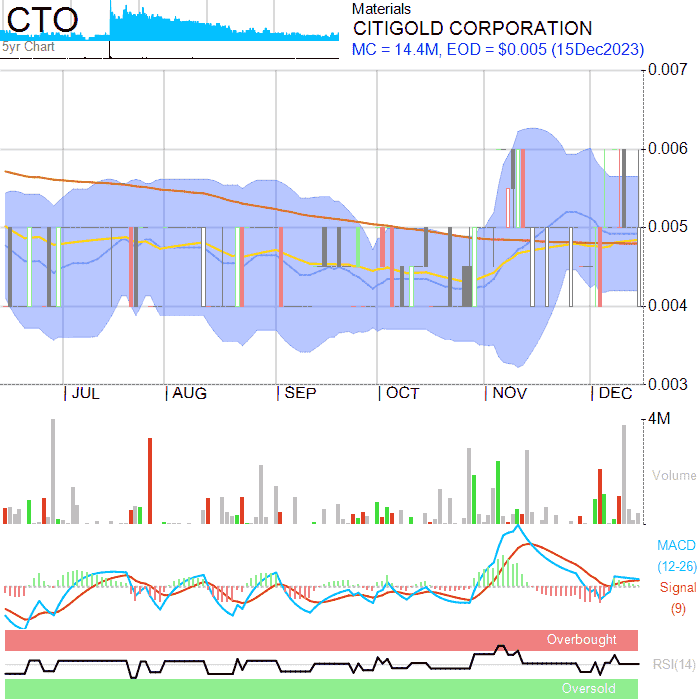 CTO
5yr Chart
Materials
CITIGOLD CORPORATION
MC = 14.4M, EOD = $0.005 (15Dec2023)
0.007
0.006
0.005
0.004
0.003
JUL AUG SEP OCT NOV DEC
4M
Volume
MACD
(12-26)
Signal
(9)
Overbought
RSI(14)
Oversold